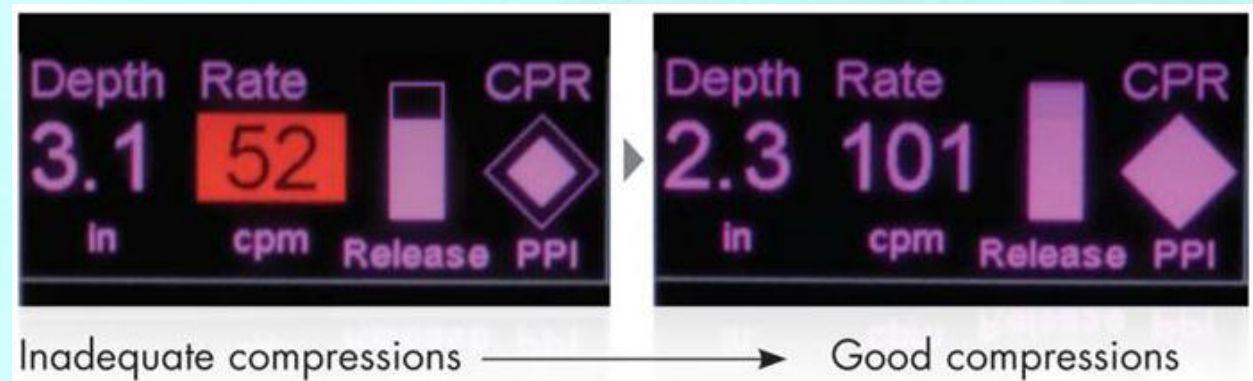 Depth Rate CPR
3.1 52
in cpm Release PPI
Depth Rate CPR
2.3 101
in cpm Release PPI
Inadequate compressions
Good compressions